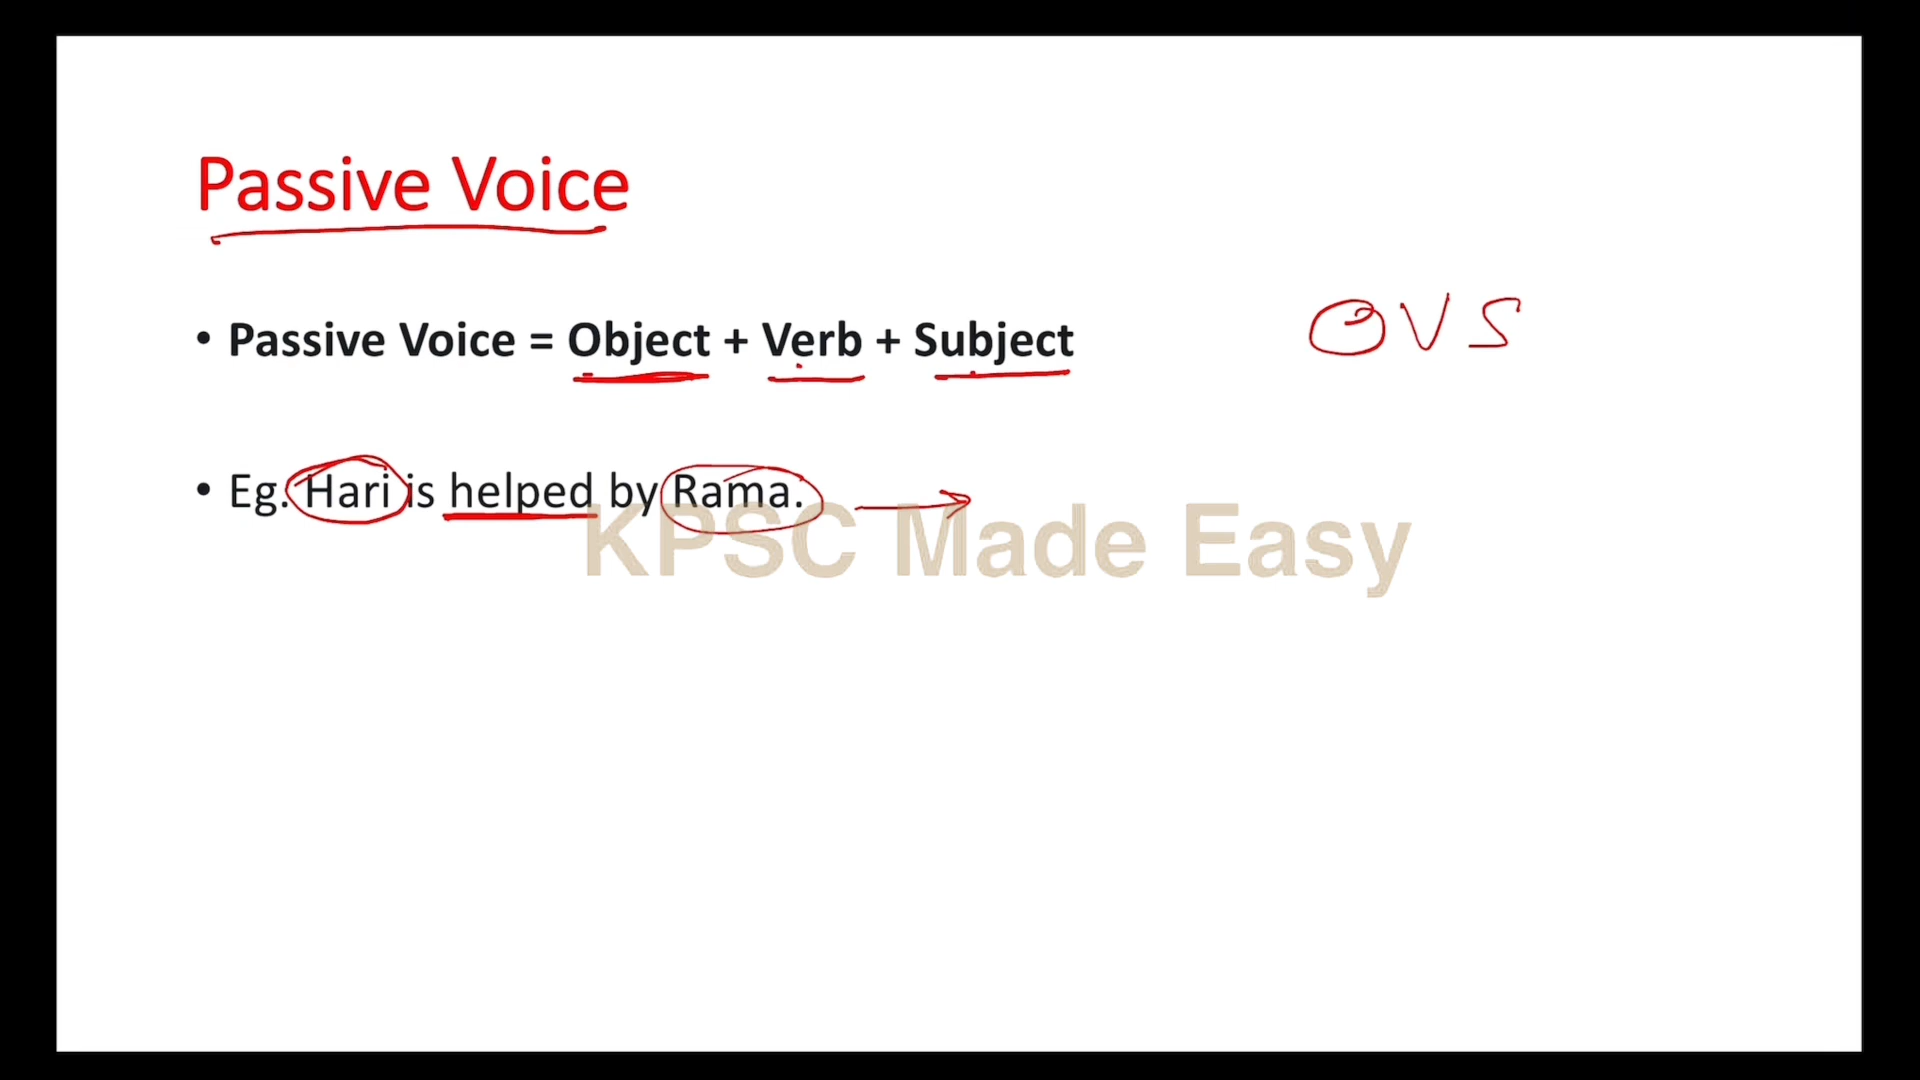 Passive Voice
• Passive Voice = Object + Verb + Subject
OVS
• Eg. Hari is helped by Rama.
KPSC Made Easy